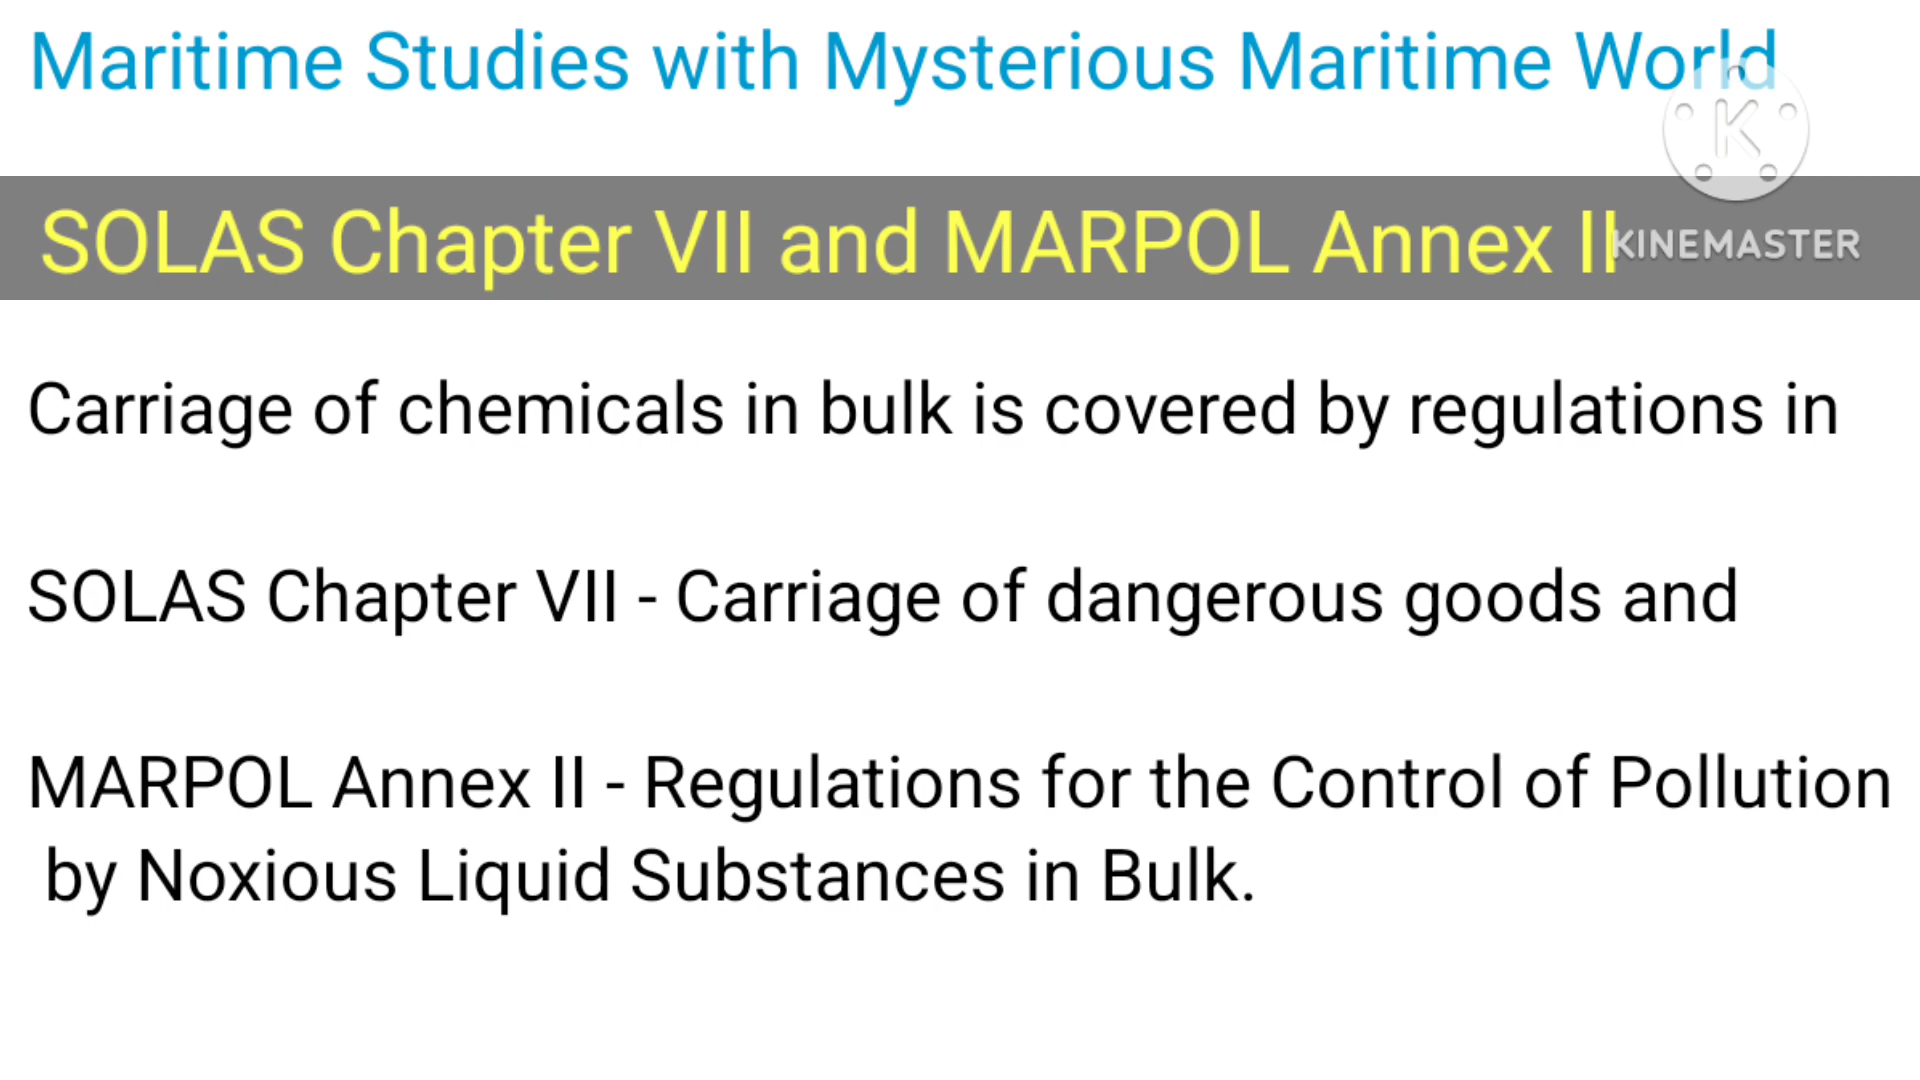 Maritime Studies with Mysterious Maritime World
K
SOLAS Chapter VII and MARPOL Annex II
KINEMASTER
Carriage of chemicals in bulk is covered by regulations in
SOLAS Chapter VII - Carriage of dangerous goods and
MARPOL Annex II - Regulations for the Control of Pollution
by Noxious Liquid Substances in Bulk.